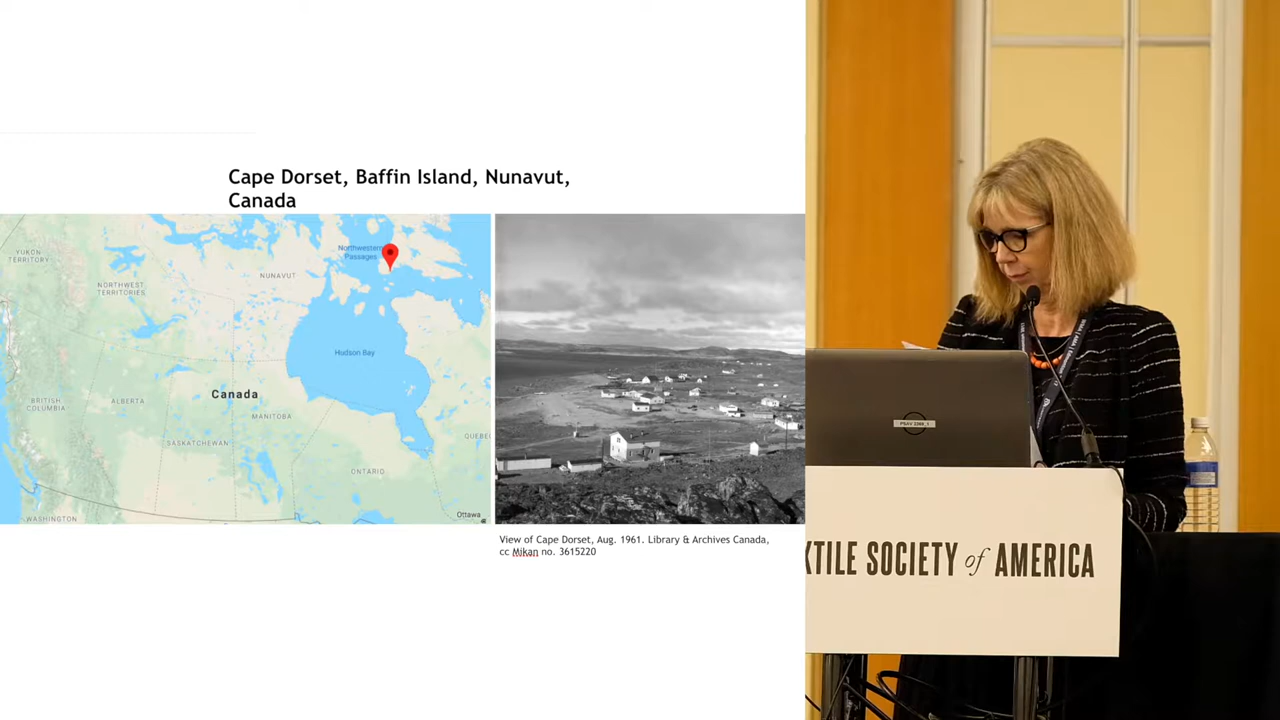 Cape Dorset, Baffin Island, Nunavut,
Canada
YUKON
TERRITORY
NORTHWEST
TERRITORIES
NUNAVUT
Northwestern
Passages
Hudson Bay
Canada
BRITISH
COLUMBIA
ALBERTA
MANITOBA
SASKATCHEWAN
ONTARIO
QUEBEC
Ottawa
WASHINGTON
View of Cape Dorset, Aug. 1961. Library & Archives Canada,
cc Mikan no. 3615220
XTILE SOCIETY of AMERICA